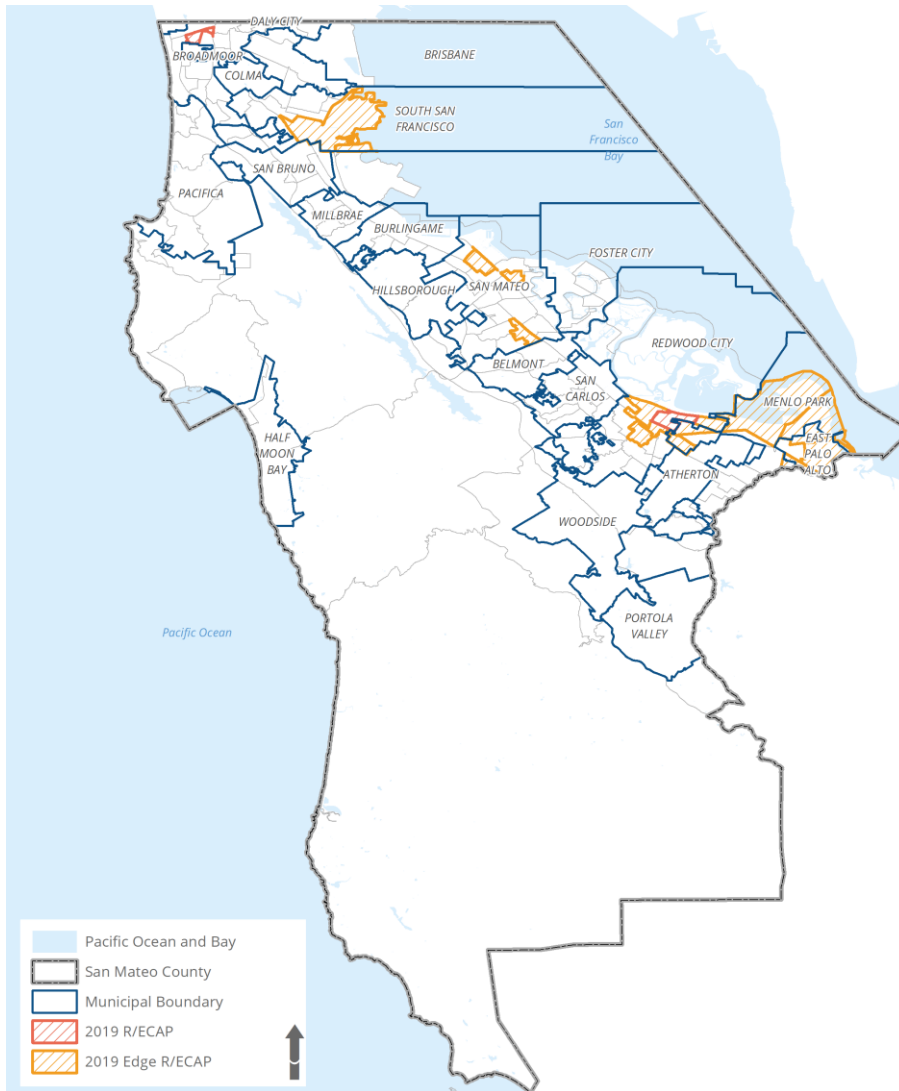 DALY CITY
BROADMOOR
BRISBANE
COLMA
SOUTH SAN
FRANCISCO
San
Francisco
Bay
SAN BRUNO
PACIFICA
MILLBRAE
BURLINGAME
FOSTER CITY
HILLSBOROUGH
SAN MATEO
REDWOOD CITY
BELMONT
SAN
CARLOS
MENLO PARK
HALF
MOON
BAY
EAST
PALO
ALTO
ATHERTON
WOODSIDE
Pacific Ocean
PORTOLA
VALLEY
Pacific Ocean and Bay
San Mateo County
Municipal Boundary
2019 R/ECAP
2019 Edge R/ECAP